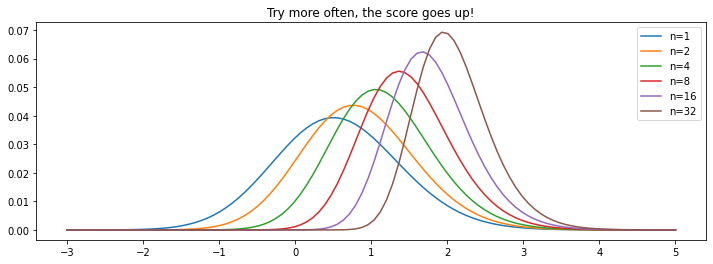 Try more often, the score goes up!
0.07
0.06
0.05
0.04
0.03
0.02
0.01
0.00
n=1
n=2
n=4
n=8
n=16
n=32
−3
−2
−1
0
1
2
3
4
5